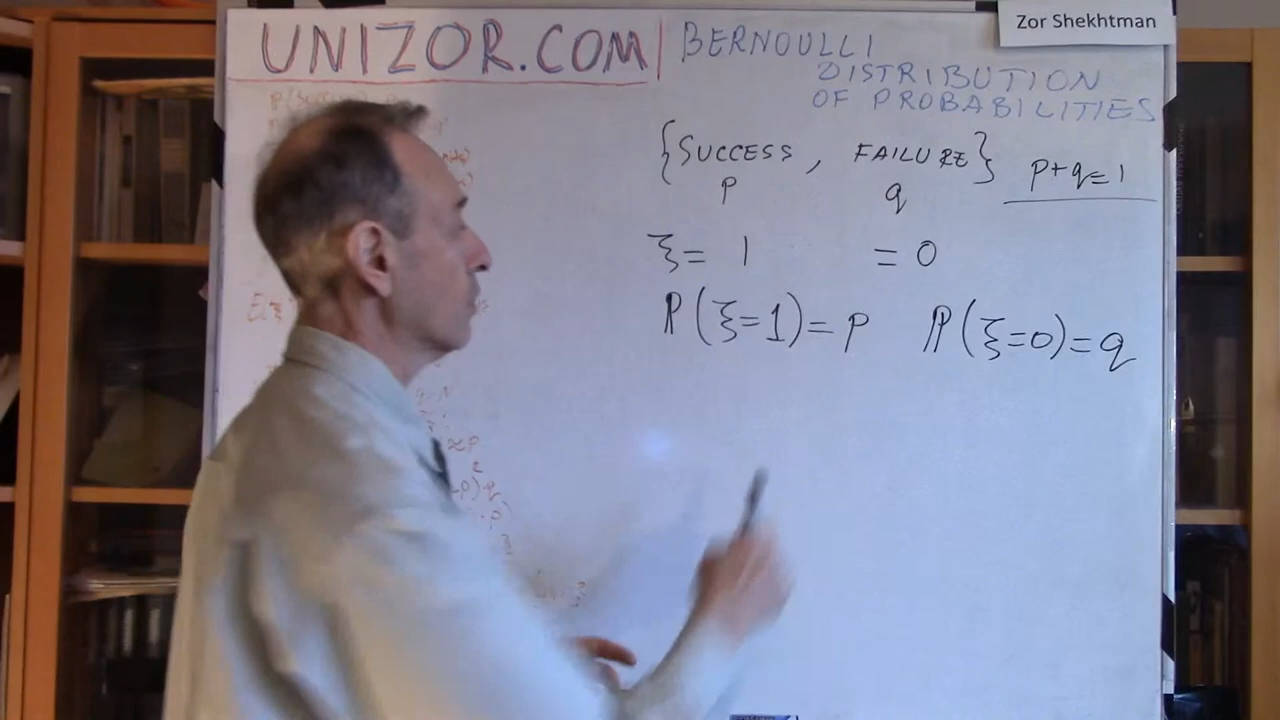 Zor Shekhtman
UNIZOR.COM
BERNOULLI
DISTRIBUTION
OF PROBABILITIES
{SUCCESS, FAILURE} p+q=1
p q
ξ= 1 =0
P(ξ=1)=p P(ξ=0)=q